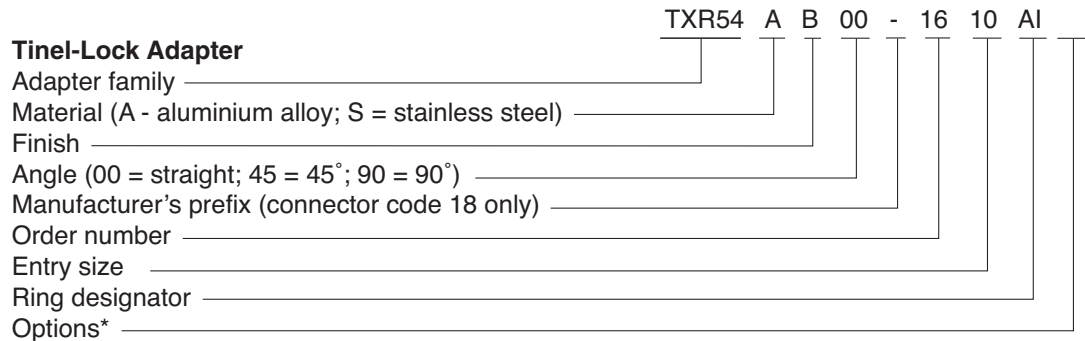 TXR54 A B 00 - 16 10 AI
Tinel-Lock Adapter
Adapter family
Material (A - aluminium alloy; S = stainless steel)
Finish
Angle (00 = straight; 45 = 45˚; 90 = 90˚)
Manufacturer's prefix (connector code 18 only)
Order number
Entry size
Ring designator
Options*